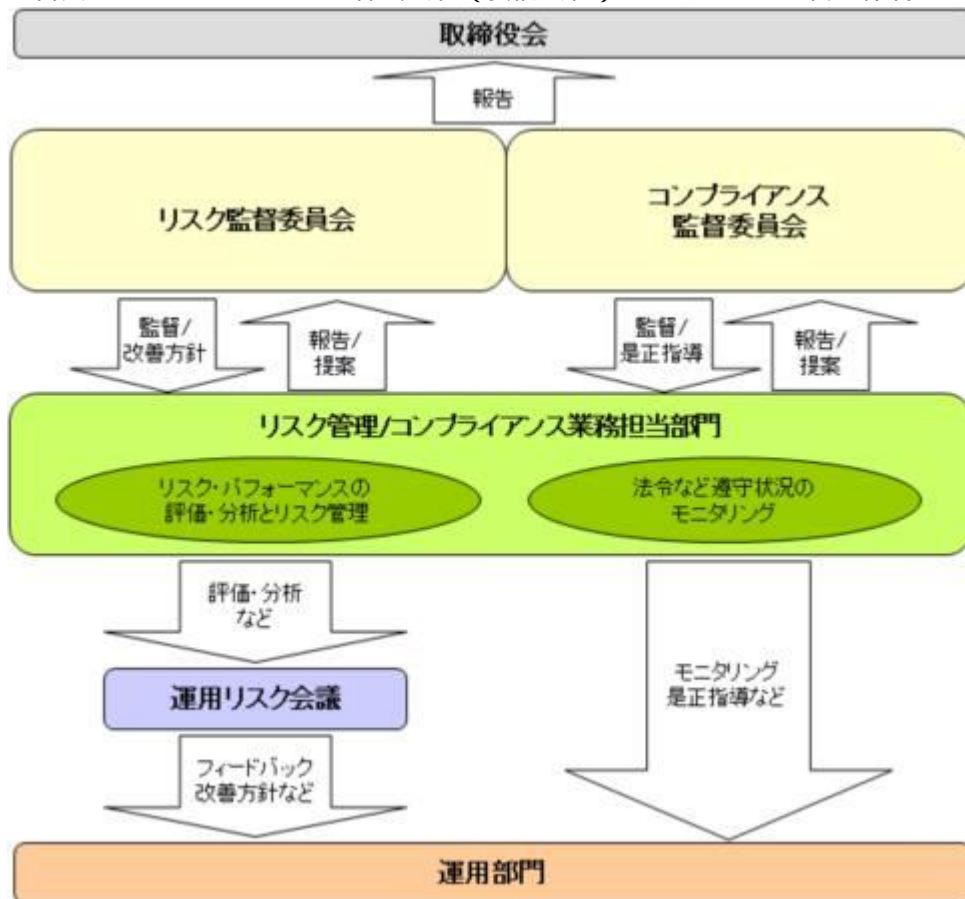 取締役会
報告
リスク監督委員会
コンプライアンス
監督委員会
監督/
改善方針
報告/
提案
監督/
是正指導
報告/
提案
リスク管理/コンプライアンス業務担当部門
リスク・パフォーマンスの
評価・分析とリスク管理
法令など遵守状況の
モニタリング
評価・分析
など
運用リスク会議
モニタリング
是正指導など
フィードバック
改善方針など
運用部門